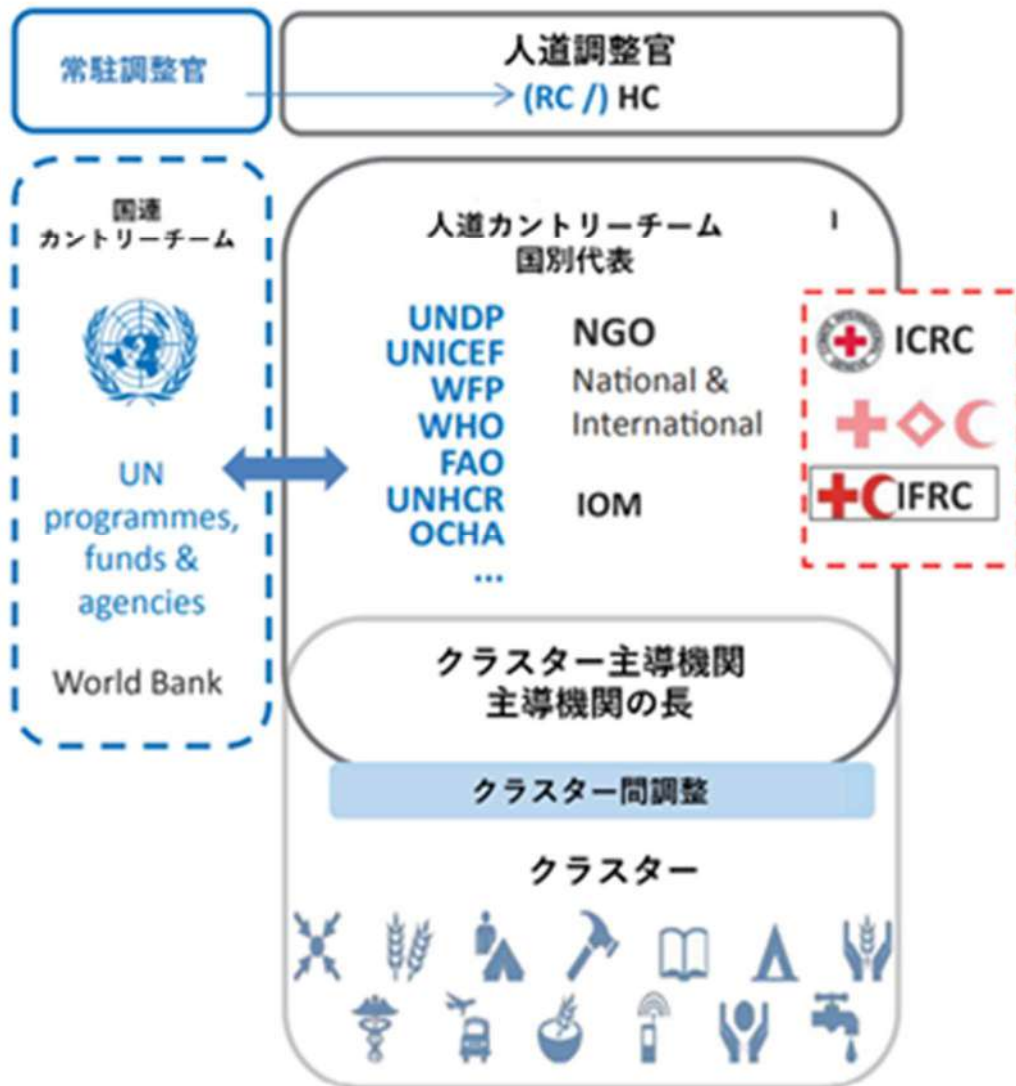 常駐調整官
人道調整官
(RC /) HC
国連
カントリーチーム
UN
programmes,
funds &
agencies
World Bank
人道カントリーチーム
国別代表
UNDP
UNICEF
WFP
WHO
FAO
UNHCR
OCHA
...
NGO
National &
International
IOM
ICRC
IFRC
クラスター主導機関
主導機関の長
クラスター間調整
クラスター